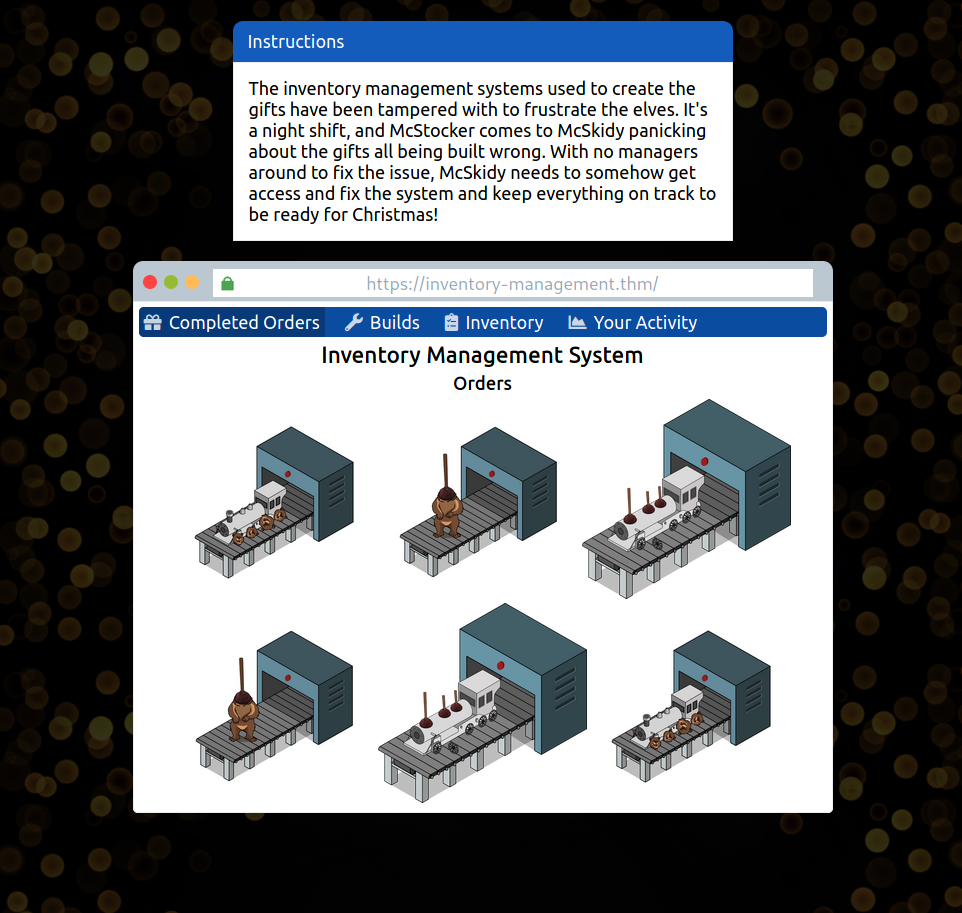 Instructions
The inventory management systems used to create the
gifts have been tampered with to frustrate the elves. It's
a night shift, and McStocker comes to McSkidy panicking
about the gifts all being built wrong. With no managers
around to fix the issue, McSkidy needs to somehow get
access and fix the system and keep everything on track to
be ready for Christmas!
https://inventory-management.thm/
Completed Orders Builds Inventory Your Activity
Inventory Management System
Orders